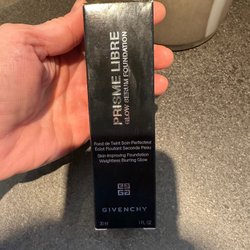 PRISME LIBRE
GLOW SERUM FOUNDATION
Fond de Teint Soin-Perfecteur
Éclat Floutant Seconde Peau
Skin-Improving Foundation
Weightless Blurring Glow
GIVENCHY
30 ml 1 FL.OZ